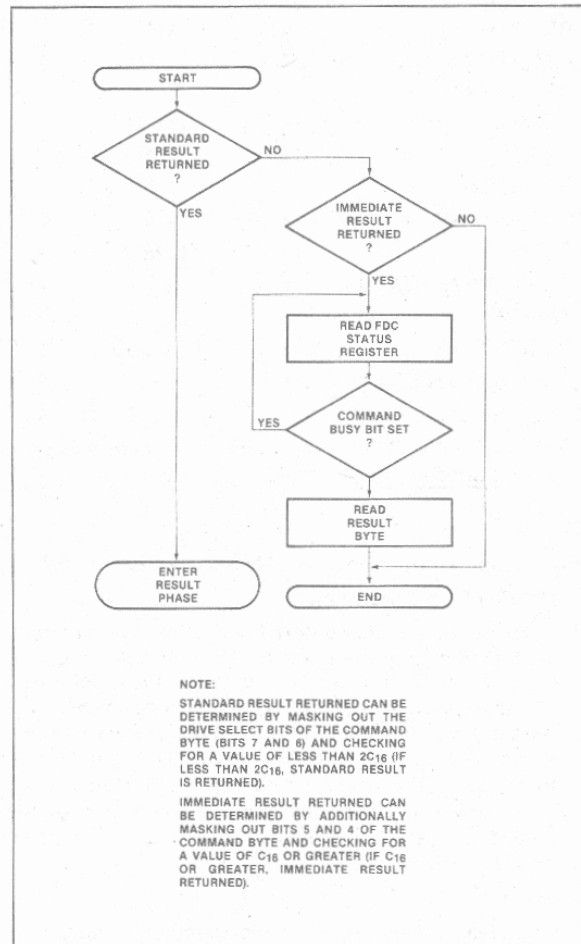 START
STANDARD
RESULT
RETURNED
?
NO
YES
IMMEDIATE
RESULT
RETURNED
?
NO
YES
READ FDC
STATUS
REGISTER
COMMAND
BUSY BIT SET
?
YES
READ
RESULT
BYTE
ENTER
RESULT
PHASE
END
NOTE:
STANDARD RESULT RETURNED CAN BE
DETERMINED BY MASKING OUT THE
DRIVE SELECT BITS OF THE COMMAND
BYTE (BITS 7 AND 6) AND CHECKING
FOR A VALUE OF LESS THAN 2C16 (IF
LESS THAN 2C16, STANDARD RESULT
IS RETURNED).
IMMEDIATE RESULT RETURNED CAN
BE DETERMINED BY ADDITIONALLY
MASKING OUT BITS 5 AND 4 OF THE
COMMAND BYTE AND CHECKING FOR
A VALUE OF C16 OR GREATER (IF C16
OR GREATER, IMMEDIATE RESULT
RETURNED).